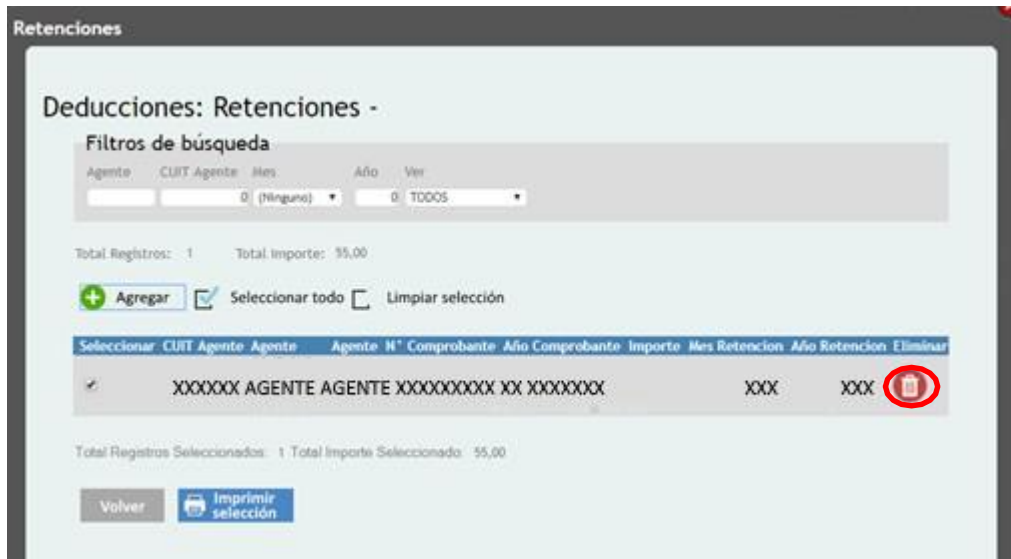 Retenciones
Deducciones: Retenciones -
Filtros de búsqueda
Agente CUIT Agente Mes Año Ver
0 (Ninguno) 0 TODOS
Total Registros: 1 Total Importe: 55,00
Agregar Seleccionar todo Limpiar selección
Seleccionar CUIT Agente Agente Agente N° Comprobante Año Comprobante Importe Mes Retencion Año Retencion Eliminar
XXXXXX AGENTE AGENTE XXXXXXXXX XX XXXXXXX XXX XXX
Total Registros Seleccionados: 1 Total Importe Seleccionado: 55,00
Volver Imprimir
selección